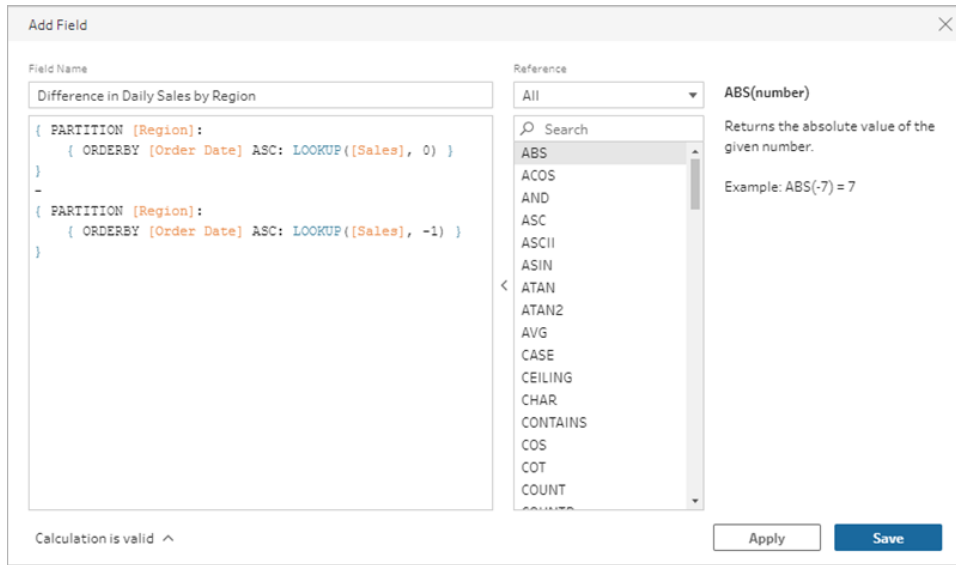 Add Field
Field Name
Difference in Daily Sales by Region
{ PARTITION [Region]:
{ ORDERBY [Order Date] ASC: LOOKUP([Sales], 0) }
}
-
{ PARTITION [Region]:
{ ORDERBY [Order Date] ASC: LOOKUP([Sales], -1) }
}
Reference
All
Search
ABS
ACOS
AND
ASC
ASCII
ASIN
ATAN
ATAN2
AVG
CASE
CEILING
CHAR
CONTAINS
COS
COT
COUNT
ABS(number)
Returns the absolute value of the
given number.
Example: ABS(-7) = 7
Calculation is valid
Apply
Save